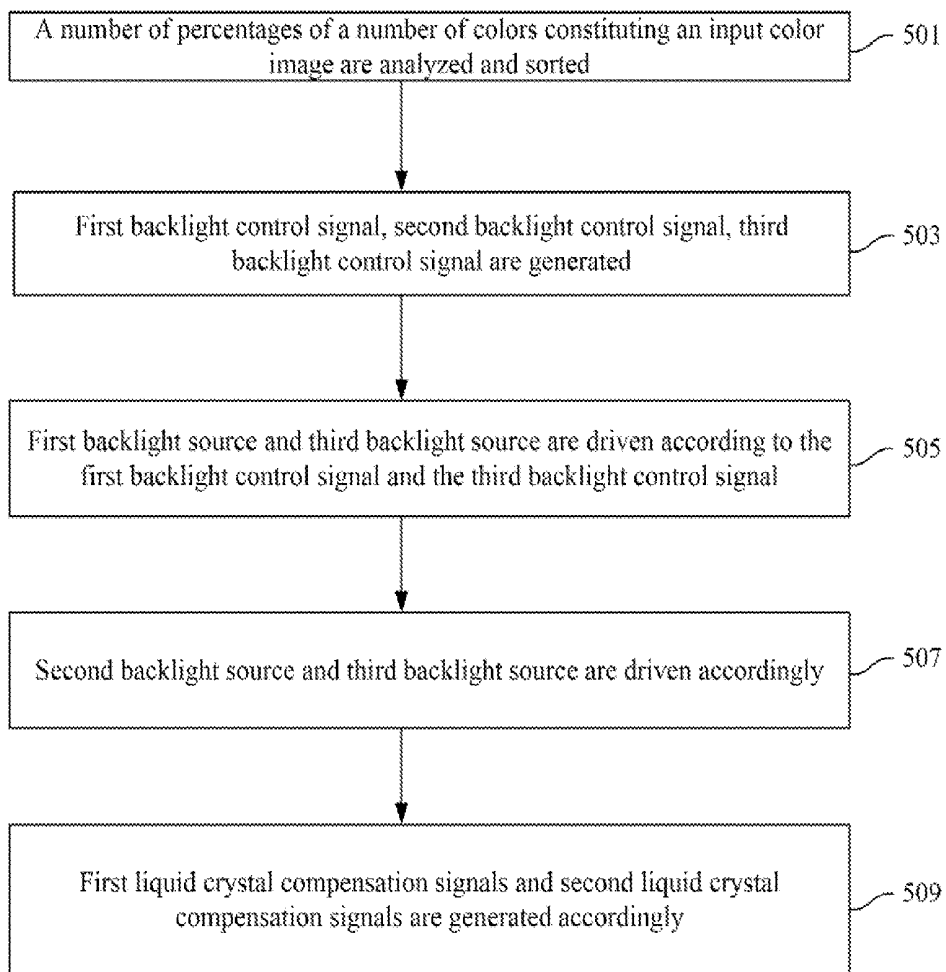 A number of percentages of a number of colors constituting an input color
image are analyzed and sorted
501
First backlight control signal, second backlight control signal, third
backlight control signal are generated
503
First backlight source and third backlight source are driven according to the
first backlight control signal and the third backlight control signal
505
Second backlight source and third backlight source are driven accordingly
507
First liquid crystal compensation signals and second liquid crystal
compensation signals are generated accordingly
509